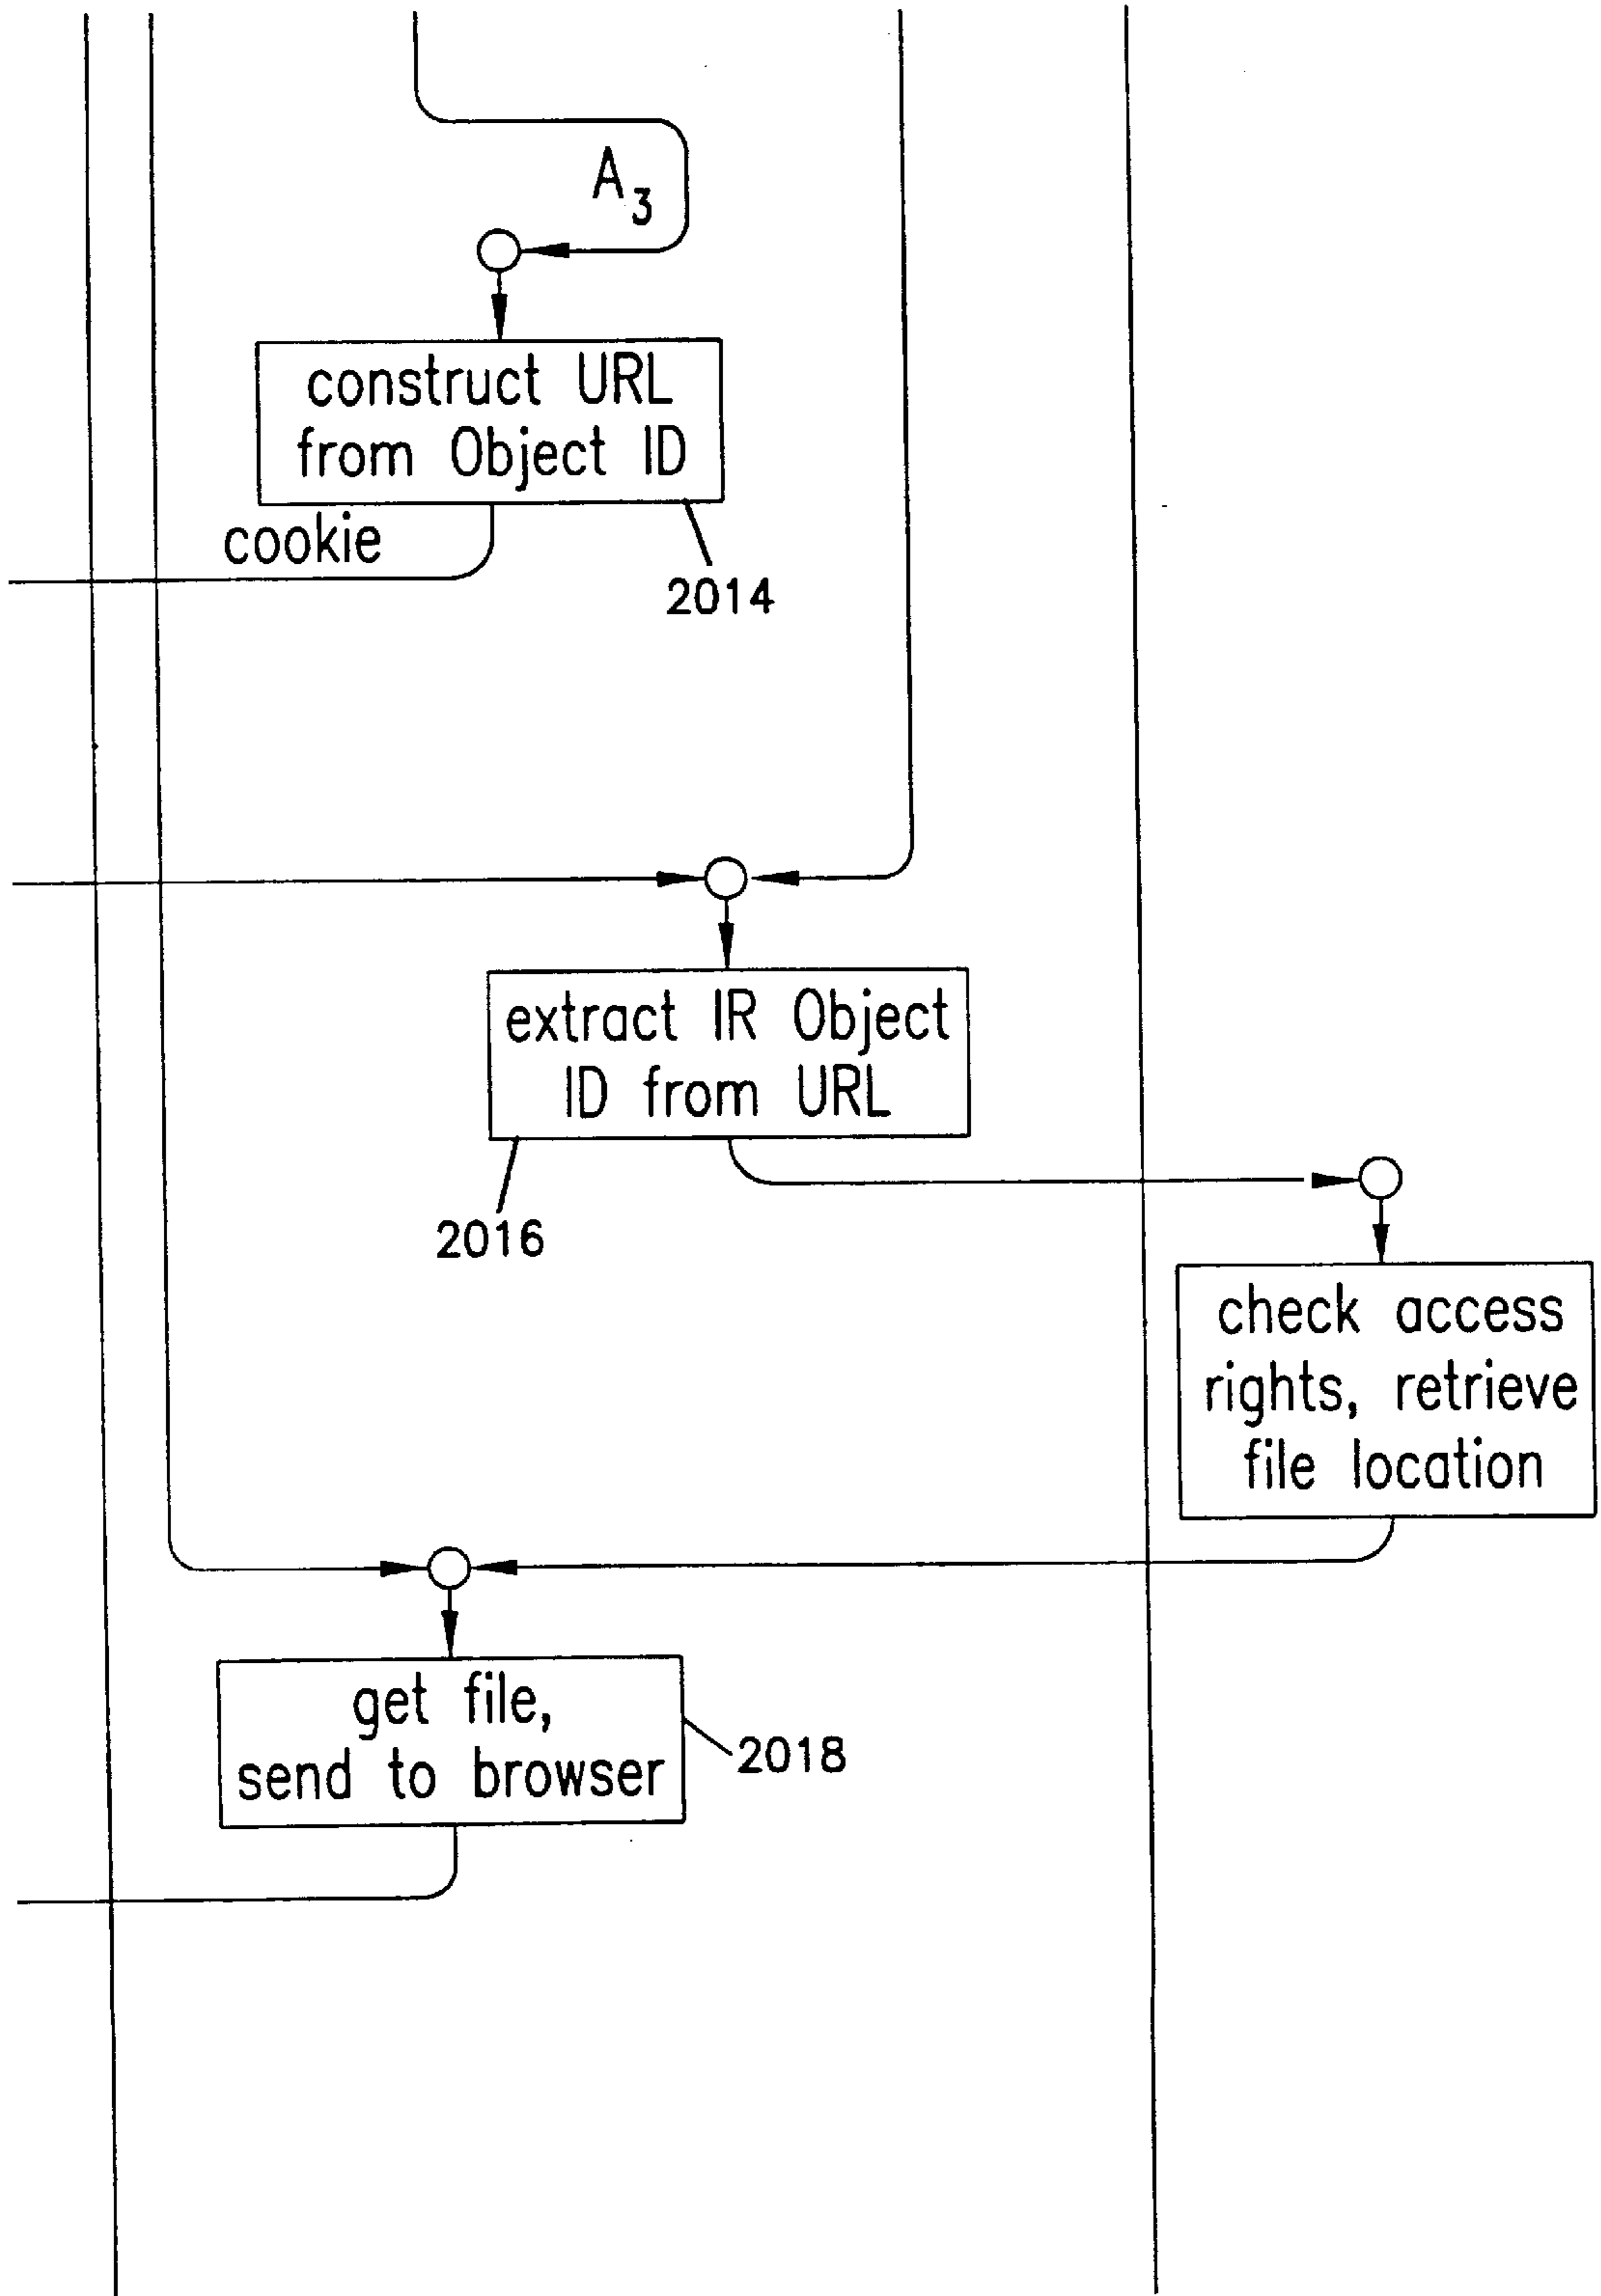 A3
construct URL
from Object ID
cookie
2014
extract IR Object
ID from URL
2016
check access
rights, retrieve
file location
get file,
send to browser
2018